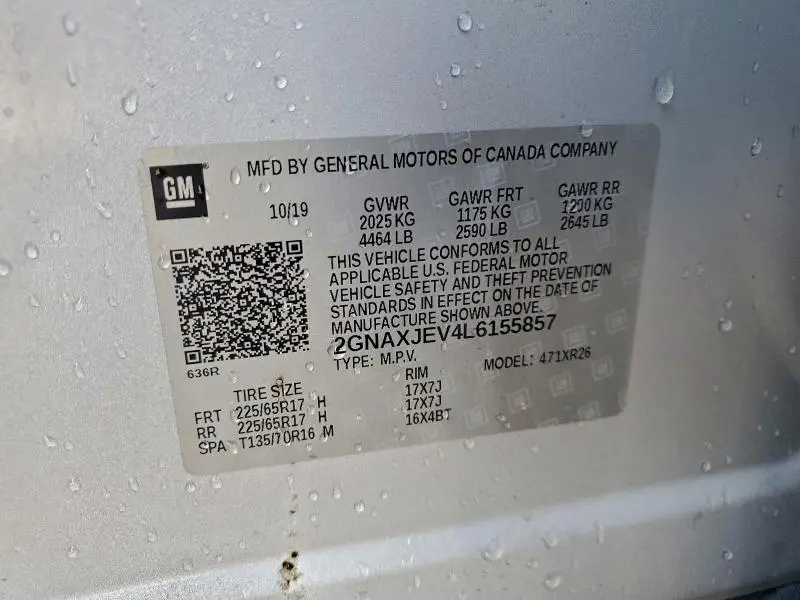 GM
MFD BY GENERAL MOTORS OF CANADA COMPANY
10/19
GVWR GAWR FRT GAWR RR
2025 KG 1175 KG 1200 KG
4464 LB 2590 LB 2645 LB
THIS VEHICLE CONFORMS TO ALL
APPLICABLE U.S. FEDERAL MOTOR
VEHICLE SAFETY AND THEFT PREVENTION
STANDARDS IN EFFECT ON THE DATE OF
MANUFACTURE SHOWN ABOVE.
2GNAXJEV4L6155857
TYPE: M.P.V. MODEL: 471XR26
636R
TIRE SIZE RIM
FRT 225/65R17 H 17X7J
RR 225/65R17 H 17X7J
SPA T135/70R16 M 16X4BT